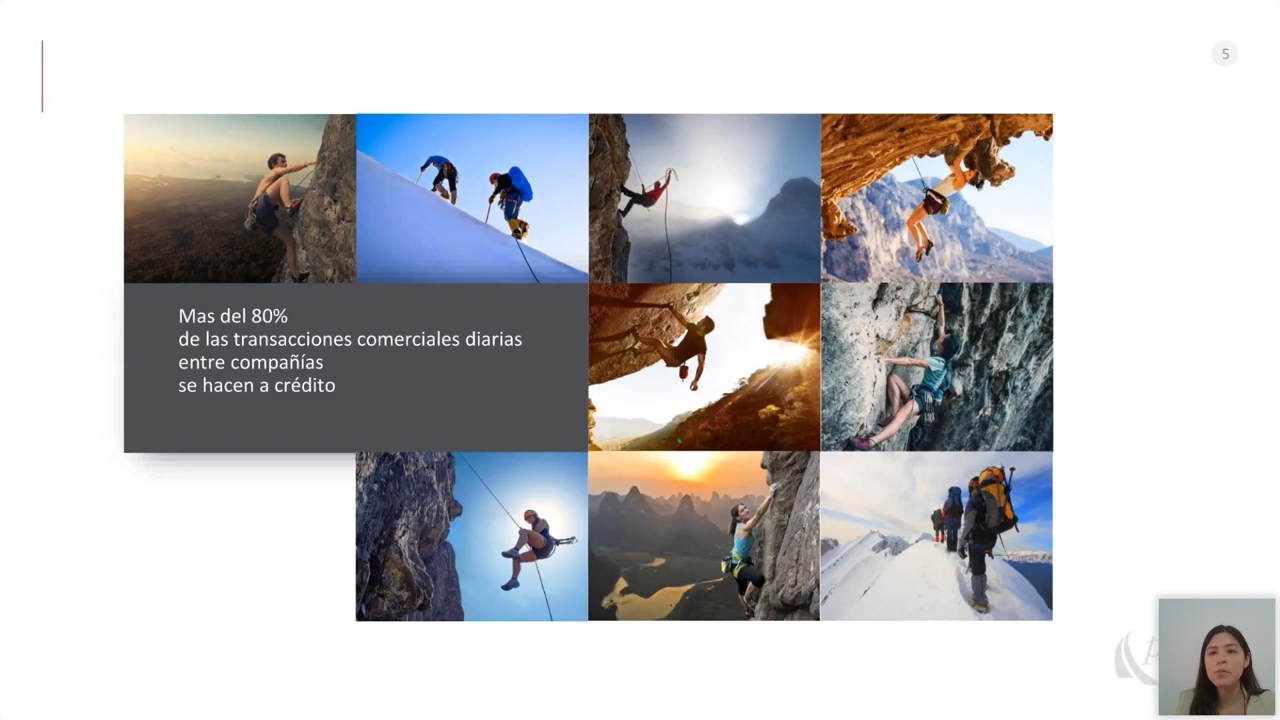 5
Mas del 80%
de las transacciones comerciales diarias
entre compañías
se hacen a crédito